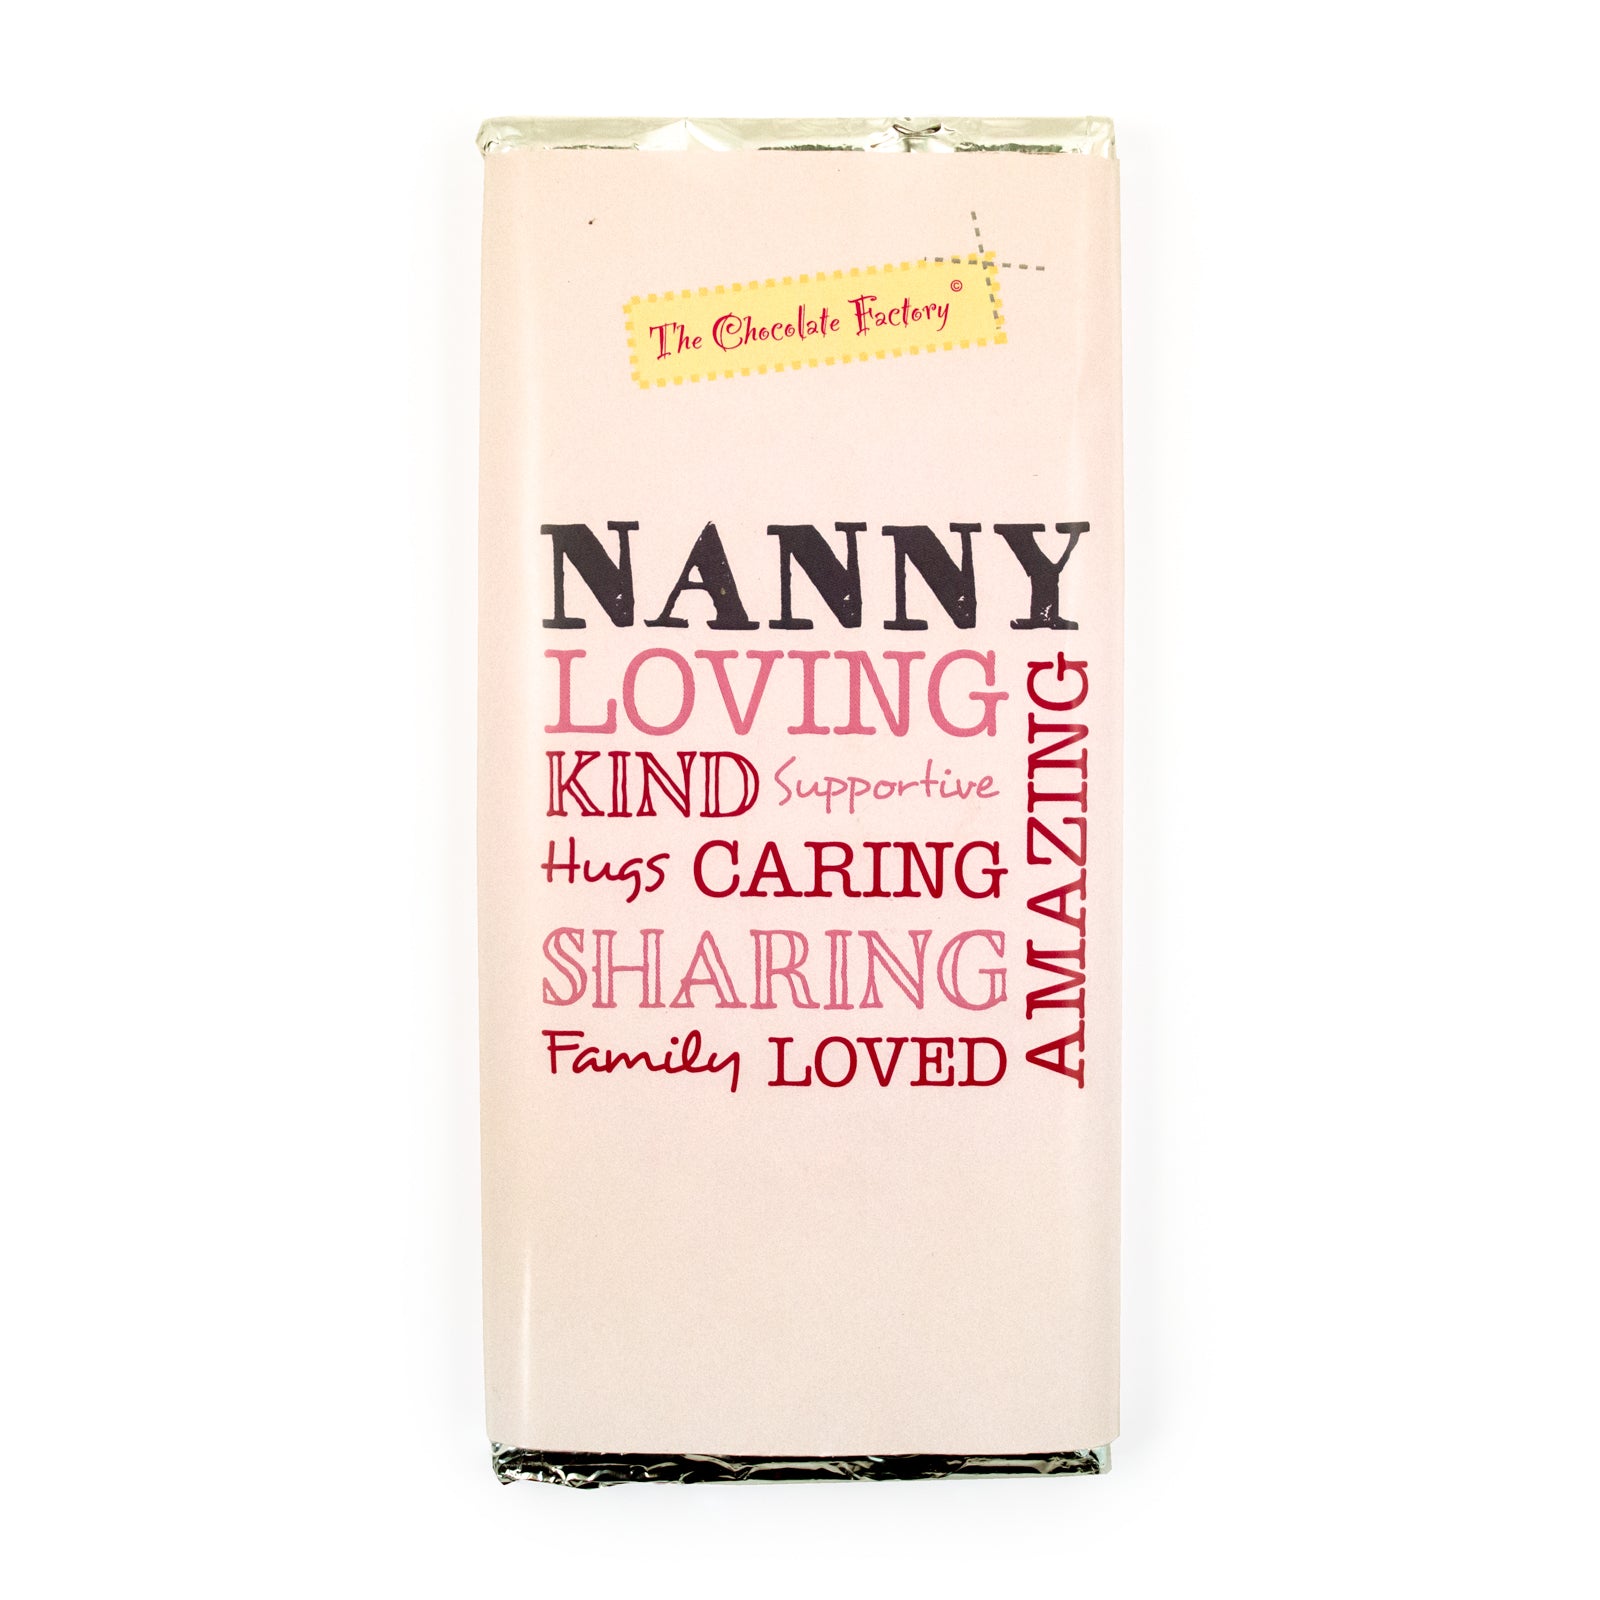 The Chocolate Factory©
NANNY
LOVING
KIND Supportive
Hugs CARING
SHARING
Family LOVED
AMAZING